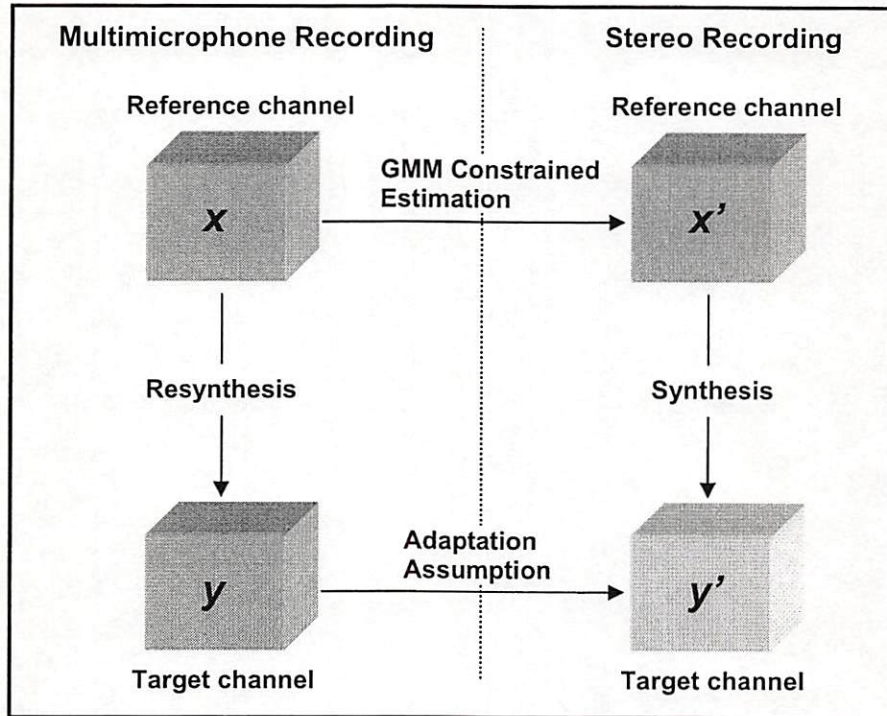 Multimicrophone Recording
Stereo Recording
Reference channel
Reference channel
x
GMM Constrained
Estimation
x’
Resynthesis
Synthesis
y
Adaptation
Assumption
y’
Target channel
Target channel